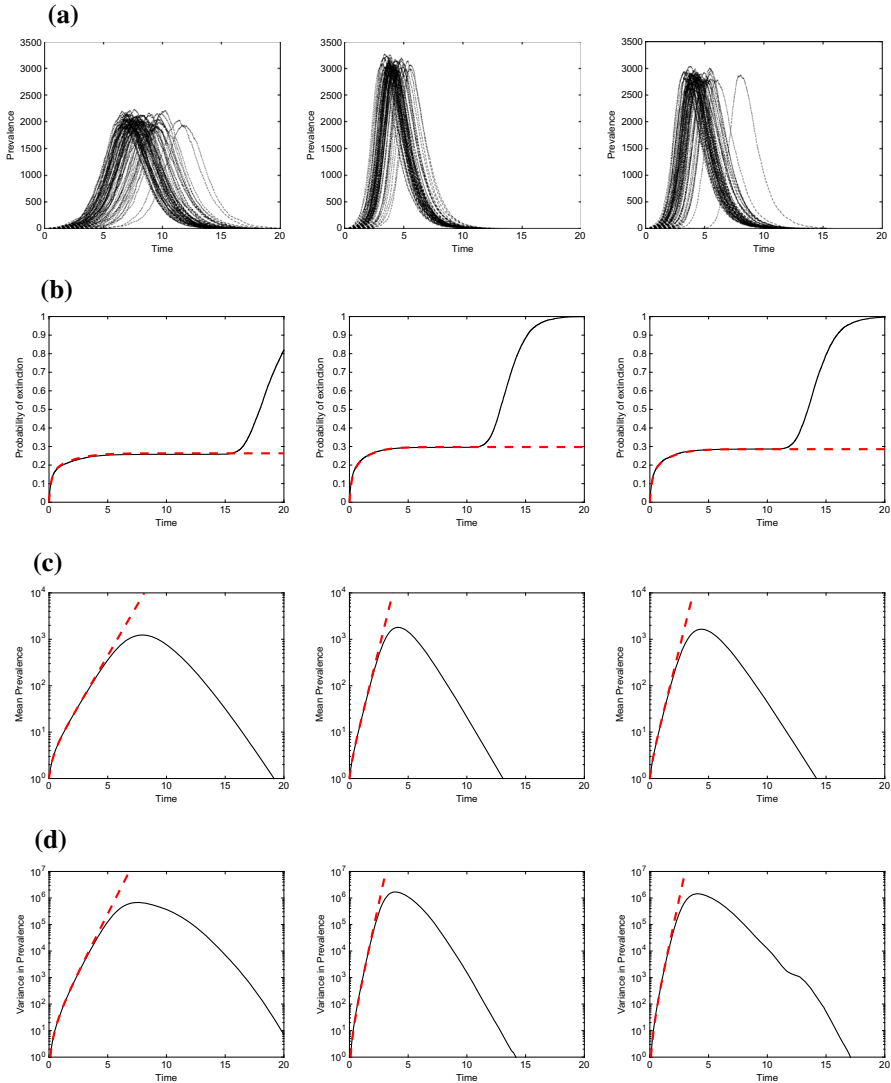 (a)
3500
3000
2500
2000
1500
1000
500
0
Prevalence
0 5 10 15 20
Time
3500
3000
2500
2000
1500
1000
500
0
Prevalence
0 5 10 15 20
Time
3500
3000
2500
2000
1500
1000
500
0
Prevalence
0 5 10 15 20
Time
(b)
1
0.9
0.8
0.7
0.6
0.5
0.4
0.3
0.2
0.1
0
Probability of extinction
0 5 10 15 20
Time
1
0.9
0.8
0.7
0.6
0.5
0.4
0.3
0.2
0.1
0
Probability of extinction
0 5 10 15 20
Time
1
0.9
0.8
0.7
0.6
0.5
0.4
0.3
0.2
0.1
0
Probability of extinction
0 5 10 15 20
Time
(c)
10^4
10^3
10^2
10^1
10^0
Mean Prevalence
0 5 10 15 20
Time
10^4
10^3
10^2
10^1
10^0
Mean Prevalence
0 5 10 15 20
Time
10^4
10^3
10^2
10^1
10^0
Mean Prevalence
0 5 10 15 20
Time
(d)
10^7
10^6
10^5
10^4
10^3
10^2
10^1
10^0
Variance in Prevalence
0 5 10 15 20
Time
10^7
10^6
10^5
10^4
10^3
10^2
10^1
10^0
Variance in Prevalence
0 5 10 15 20
Time
10^7
10^6
10^5
10^4
10^3
10^2
10^1
10^0
Variance in Prevalence
0 5 10 15 20
Time